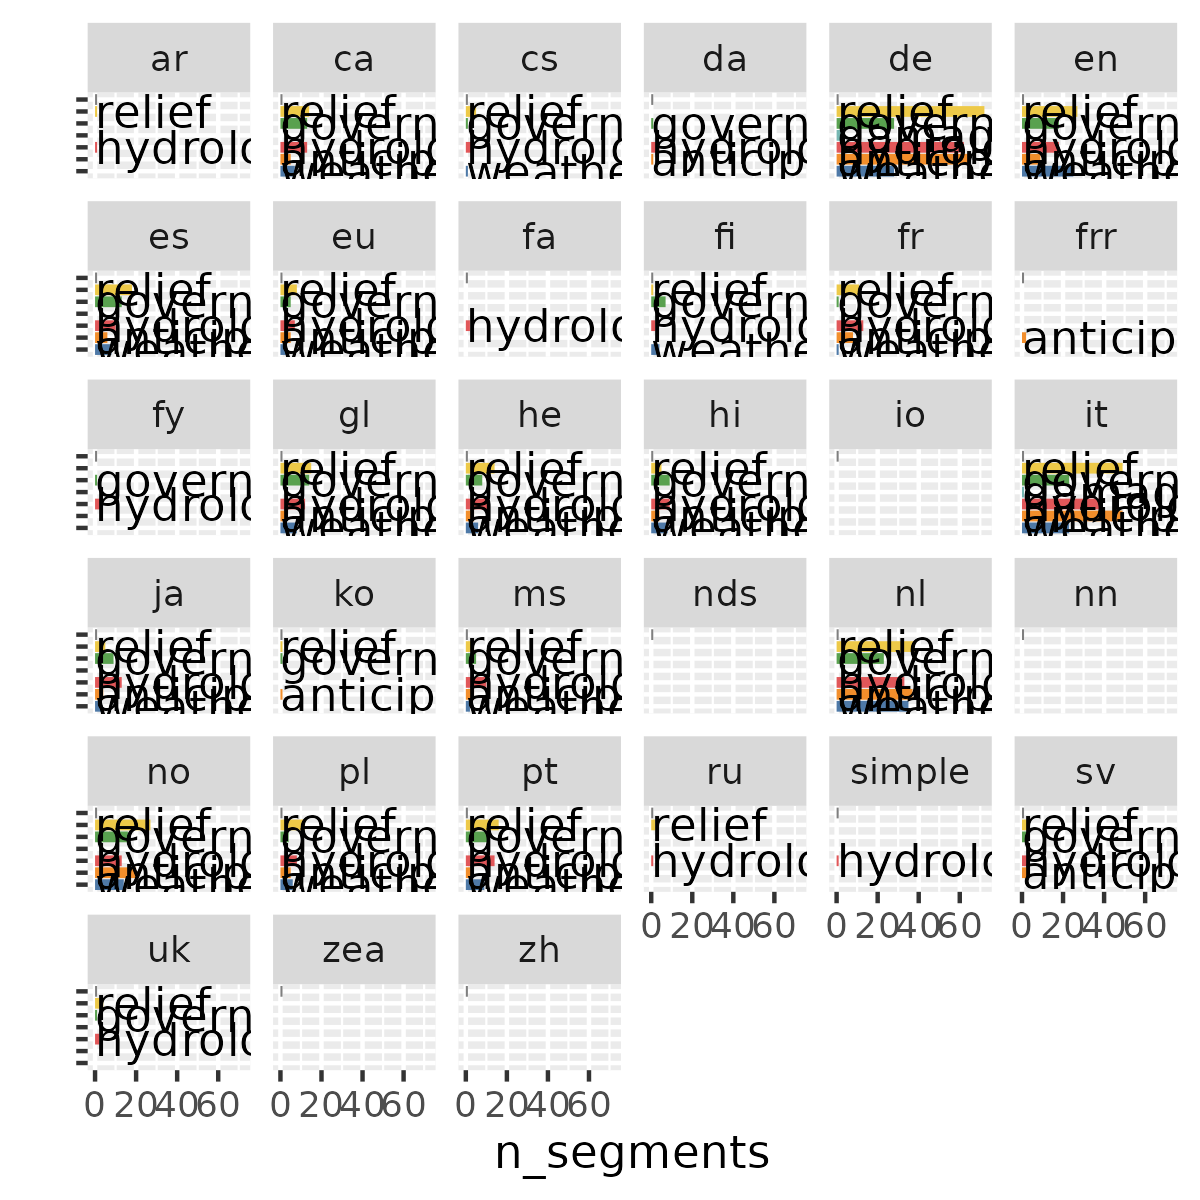 ar ca cs da de en
relief relief relief relief relief
govern govern govern govern govern
hydrolo hydrolo hydrolo hydrolo hydrolo hydrolo
anticip anticip anticip anticip
weathe weathe weathe weathe
es eu fa fi fr frr
relief relief relief relief
govern govern govern govern
hydrolo hydrolo hydrolo hydrolo hydrolo
anticip anticip anticip anticip
weathe weathe weathe weathe
fy gl he hi io it
relief relief relief relief
govern govern govern govern govern
hydrolo hydrolo hydrolo hydrolo hydrolo
anticip anticip anticip anticip
weathe weathe weathe weathe
ja ko ms nds nl nn
relief relief relief relief
govern govern govern govern
hydrolo hydrolo hydrolo
anticip anticip anticip anticip
weathe weathe weathe
no pl pt ru simple sv
relief relief relief relief relief
govern govern govern govern
hydrolo hydrolo hydrolo hydrolo hydrolo hydrolo
anticip anticip anticip anticip
weathe weathe weathe
0 20 40 60 0 20 40 60 0 20 40 60
uk zea zh
relief
govern
hydrolo
0 20 40 60 0 20 40 60 0 20 40 60
n_segments